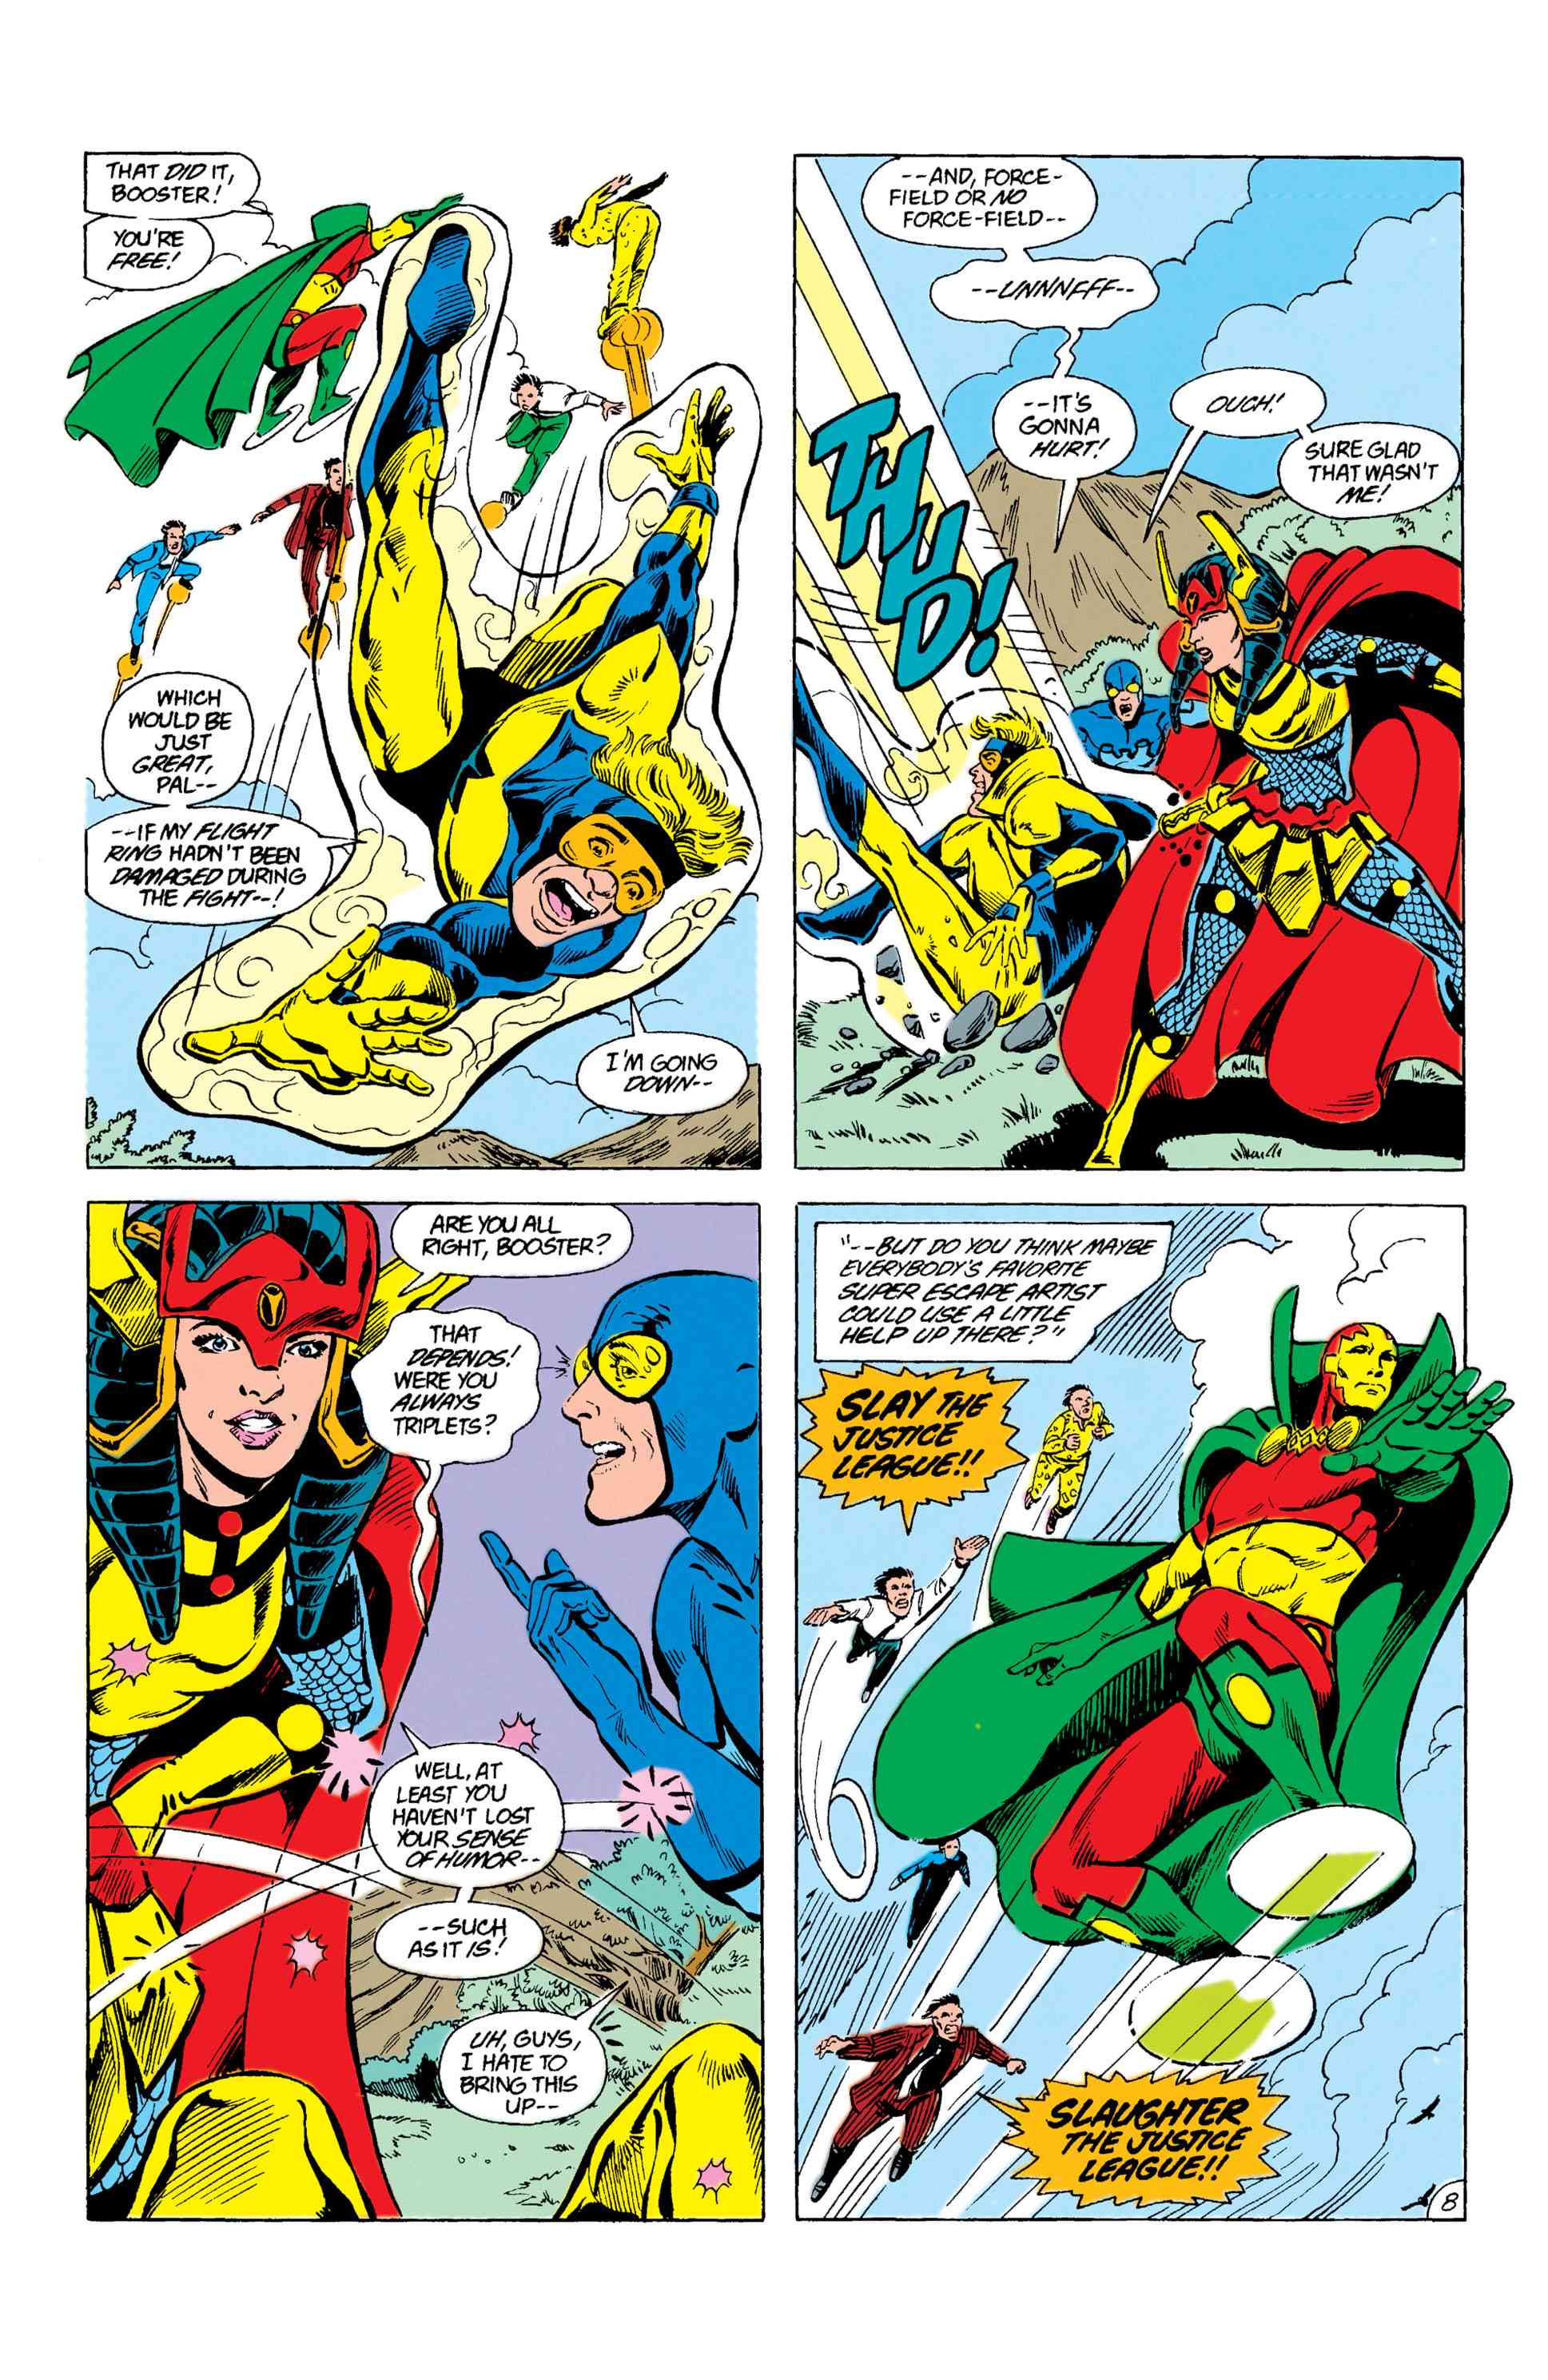 THAT DID IT,
BOOSTER!
YOU'RE
FREE!
WHICH
WOULD BE
JUST
GREAT,
PAL--
--IF MY FLIGHT
RING HADN'T BEEN
DAMAGED DURING
THE FIGHT--!
I'M GOING
DOWN--
--AND, FORCE-
FIELD OR NO
FORCE-FIELD--
--UNNNFFF--
--IT'S
GONNA
HURT!
THUD!
OUCH!
SURE GLAD
THAT WASN'T
ME!
ARE YOU ALL
RIGHT, BOOSTER?
THAT
DEPENDS!
WERE YOU
ALWAYS
TRIPLETS?
WELL, AT
LEAST YOU
HAVEN'T LOST
YOUR SENSE
OF HUMOR--
--SUCH
AS IT IS!
UH, GUYS,
I HATE TO
BRING THIS
UP--
"--BUT DO YOU THINK MAYBE
EVERYBODY'S FAVORITE
SUPER ESCAPE ARTIST
COULD USE A LITTLE
HELP UP THERE?"
SLAY THE
JUSTICE
LEAGUE!!
SLAUGHTER
THE JUSTICE
LEAGUE!!
8